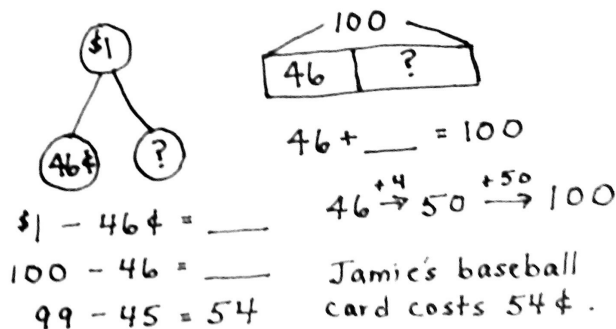 $1
46¢
?
$1 - 46¢ = ___
100 - 46 = ___
99 - 45 = 54
100
46 ?
46 + ___ = 100
+4 +50
46 → 50 → 100
Jamie's baseball
card costs 54¢.